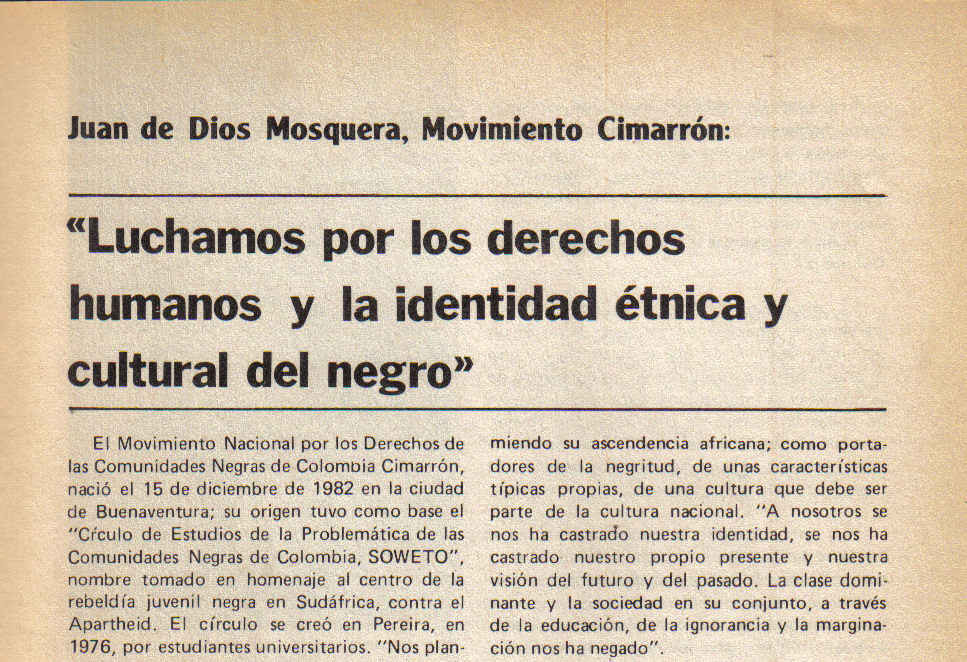 Juan de Dios Mosquera, Movimiento Cimarrón:
«Luchamos por los derechos
humanos y la identidad étnica y
cultural del negro»
El Movimiento Nacional por los Derechos de
las Comunidades Negras de Colombia Cimarrón,
nació el 15 de diciembre de 1982 en la ciudad
de Buenaventura; su origen tuvo como base el
"Círculo de Estudios de la Problemática de las
Comunidades Negras de Colombia, SOWETO",
nombre tomado en homenaje al centro de la
rebeldía juvenil negra en Sudáfrica, contra el
Apartheid. El círculo se creó en Pereira, en
1976, por estudiantes universitarios. "Nos plan-
miendo su ascendencia africana; como porta-
dores de la negritud, de unas características
típicas propias, de una cultura que debe ser
parte de la cultura nacional. "A nosotros se
nos ha castrado nuestra identidad, se nos ha
castrado nuestro propio presente y nuestra
visión del futuro y del pasado. La clase domi-
nante y la sociedad en su conjunto, a través
de la educación, de la ignorancia y la margina-
ción nos ha negado".